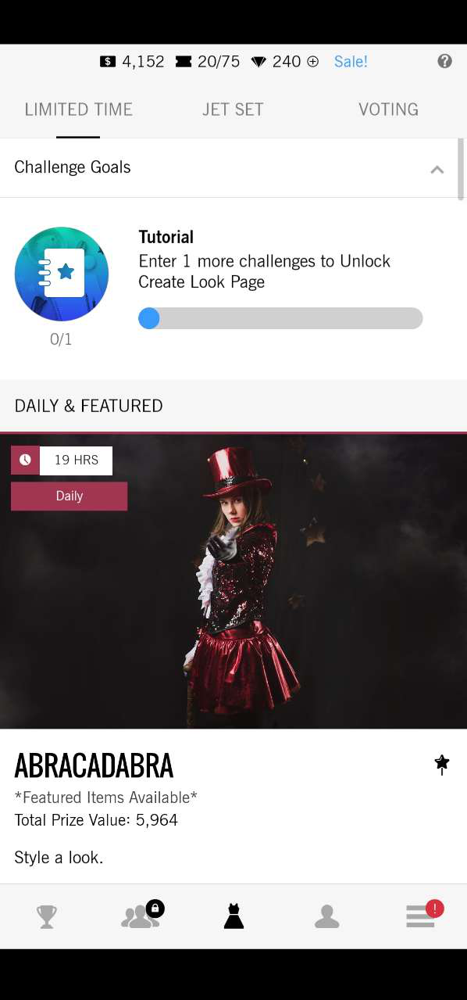 4,152 20/75 240 Sale!
LIMITED TIME JET SET VOTING
Challenge Goals
Tutorial
Enter 1 more challenges to Unlock
Create Look Page
0/1
DAILY & FEATURED
19 HRS
Daily
ABRACADABRA
*Featured Items Available*
Total Prize Value: 5,964
Style a look.